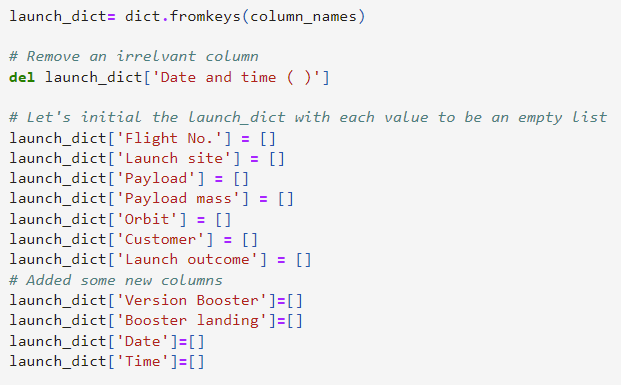 launch_dict= dict.fromkeys(column_names)
# Remove an irrelvant column
del launch_dict['Date and time ( )']
# Let's initial the launch_dict with each value to be an empty list
launch_dict['Flight No.'] = []
launch_dict['Launch site'] = []
launch_dict['Payload'] = []
launch_dict['Payload mass'] = []
launch_dict['Orbit'] = []
launch_dict['Customer'] = []
launch_dict['Launch outcome'] = []
# Added some new columns
launch_dict['Version Booster']=[]
launch_dict['Booster landing']=[]
launch_dict['Date']=[]
launch_dict['Time']=[]